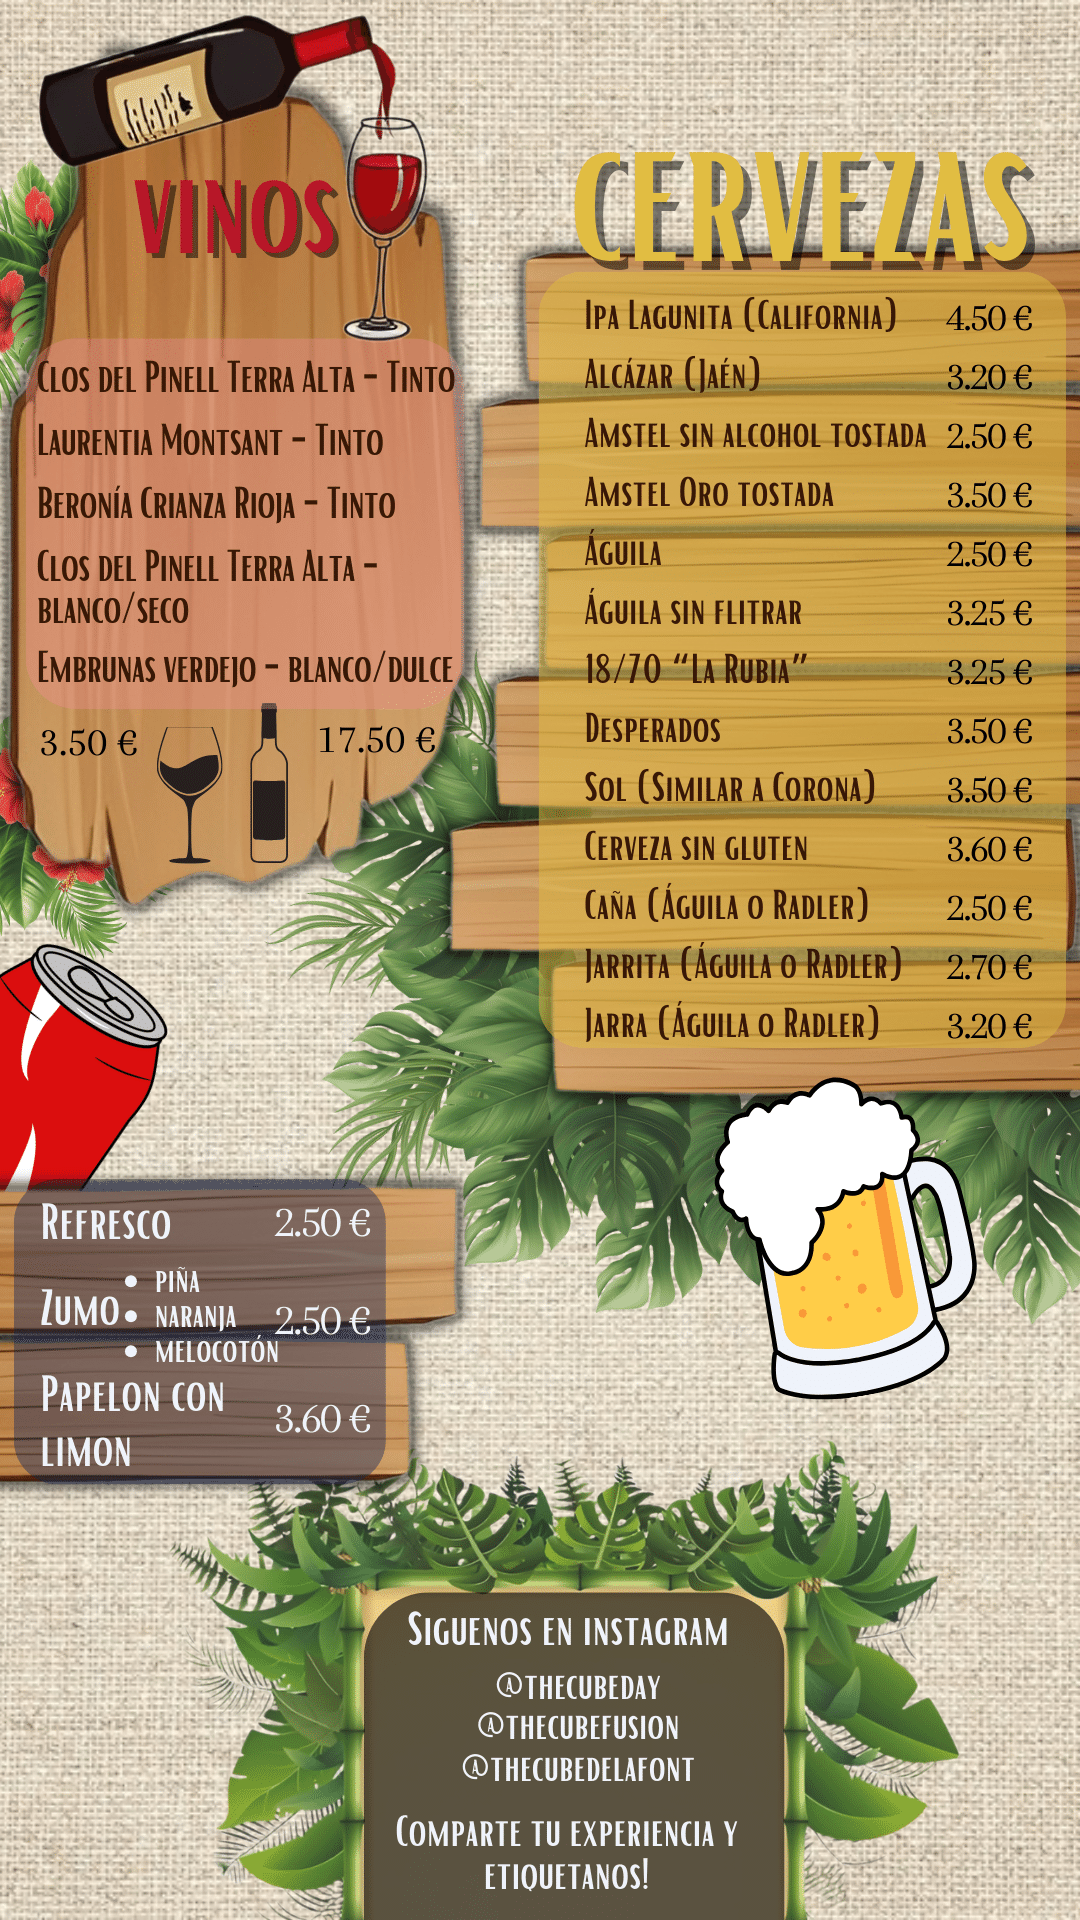 VINOS
Clos del Pinell Terra Alta - Tinto
Laurentia Montsant - Tinto
Beronía Crianza Rioja - Tinto
Clos del Pinell Terra Alta -
blanco/seco
Embrunas verdejo - blanco/dulce
3.50 €
17.50 €
CERVEZAS
Ipa Lagunita (California) 4.50 €
Alcázar (Jaén) 3.20 €
Amstel sin alcohol tostada 2.50 €
Amstel Oro tostada 3.50 €
Águila 2.50 €
Águila sin flitrar 3.25 €
18/70 “La Rubia” 3.25 €
Desperados 3.50 €
Sol (Similar a Corona) 3.50 €
Cerveza sin gluten 3.60 €
Caña (Águila o Radler) 2.50 €
Jarrita (Águila o Radler) 2.70 €
Jarra (Águila o Radler) 3.20 €
Refresco 2.50 €
• piña
Zumo • naranja 2.50 €
• melocotón
Papelon con
limon 3.60 €
Siguenos en instagram
@thecubeday
@thecubefusion
@thecubedelafont
Comparte tu experiencia y
etiquetanos!